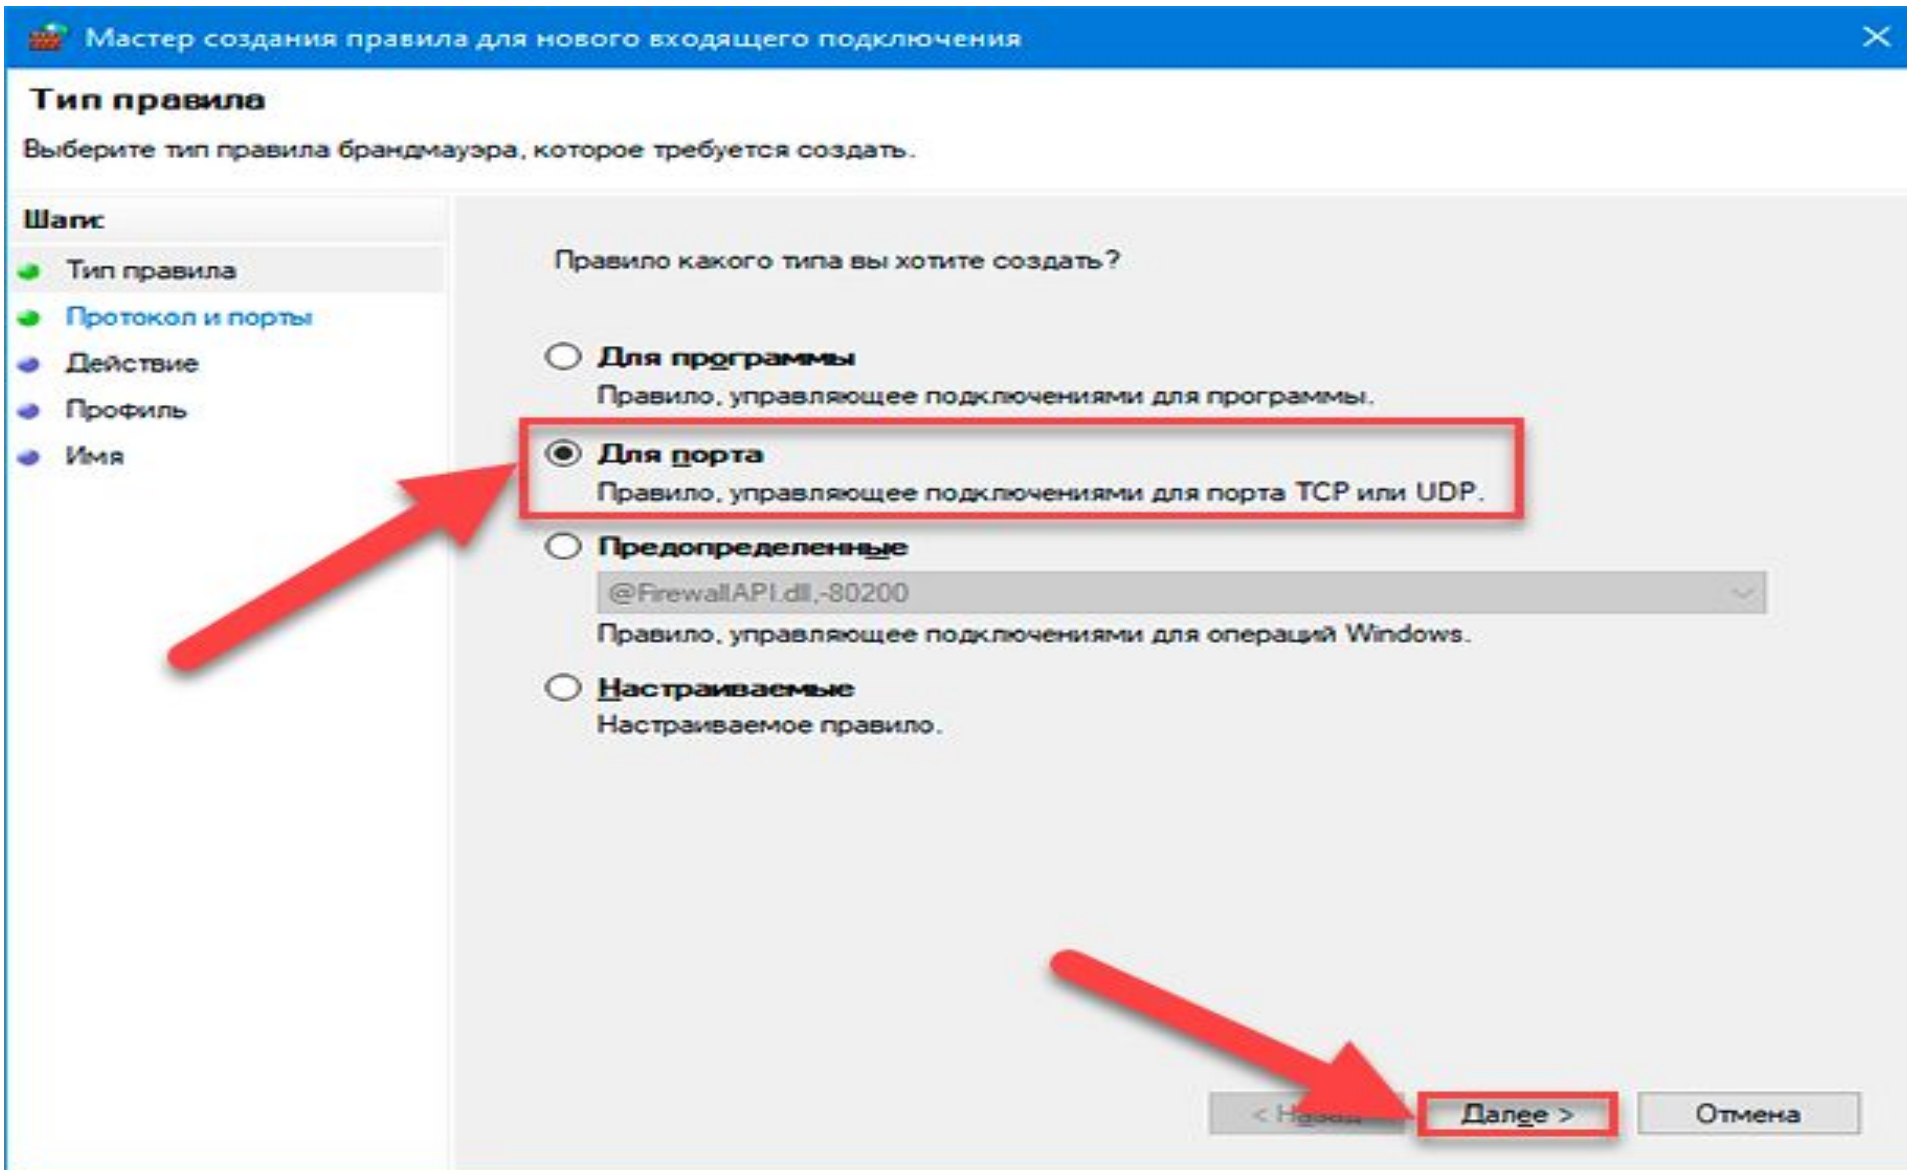 Мастер создания правила для нового входящего подключения
Тип правила
Выберите тип правила брандмауэра, которое требуется создать.
Шаги:
Тип правила
Протокол и порты
Действие
Профиль
Имя
Правило какого типа вы хотите создать?
Для программы
Правило, управляющее подключениями для программы.
Для порта
Правило, управляющее подключениями для порта TCP или UDP.
Предопределенные
@FirewallAPI.dll,-80200
Правило, управляющее подключениями для операций Windows.
Настраиваемые
Настраиваемое правило.
Далее >
Отмена